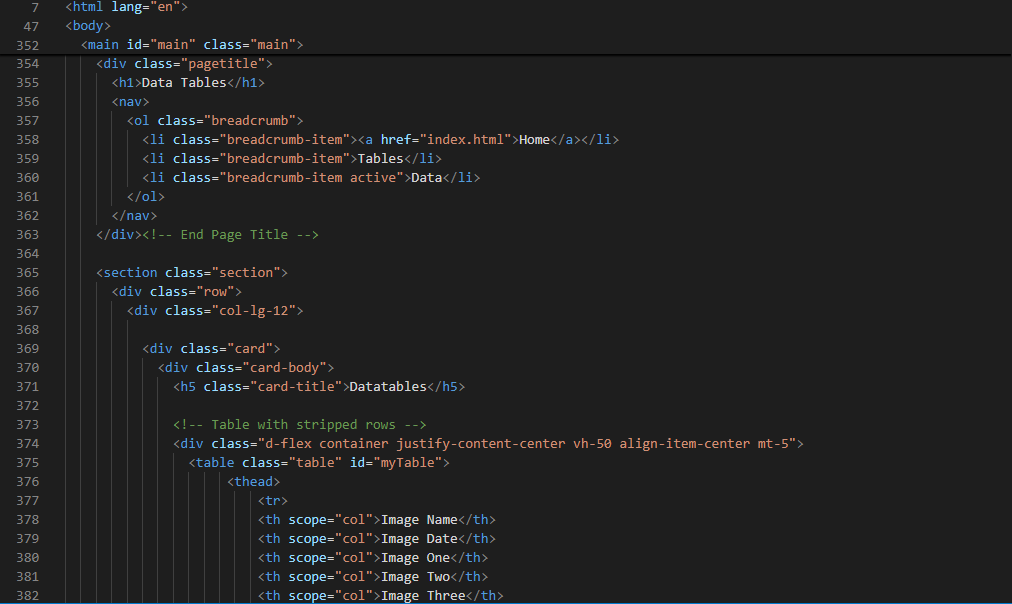 7 <html lang="en">
47 <body>
352 <main id="main" class="main">
354 <div class="pagetitle">
355 <h1>Data Tables</h1>
356 <nav>
357 <ol class="breadcrumb">
358 <li class="breadcrumb-item"><a href="index.html">Home</a></li>
359 <li class="breadcrumb-item">Tables</li>
360 <li class="breadcrumb-item active">Data</li>
361 </ol>
362 </nav>
363 </div><!-- End Page Title -->
364
365 <section class="section">
366 <div class="row">
367 <div class="col-lg-12">
368
369 <div class="card">
370 <div class="card-body">
371 <h5 class="card-title">Datatables</h5>
372
373 <!-- Table with stripped rows -->
374 <div class="d-flex container justify-content-center vh-50 align-item-center mt-5">
375 <table class="table" id="myTable">
376 <thead>
377 <tr>
378 <th scope="col">Image Name</th>
379 <th scope="col">Image Date</th>
380 <th scope="col">Image One</th>
381 <th scope="col">Image Two</th>
382 <th scope="col">Image Three</th>